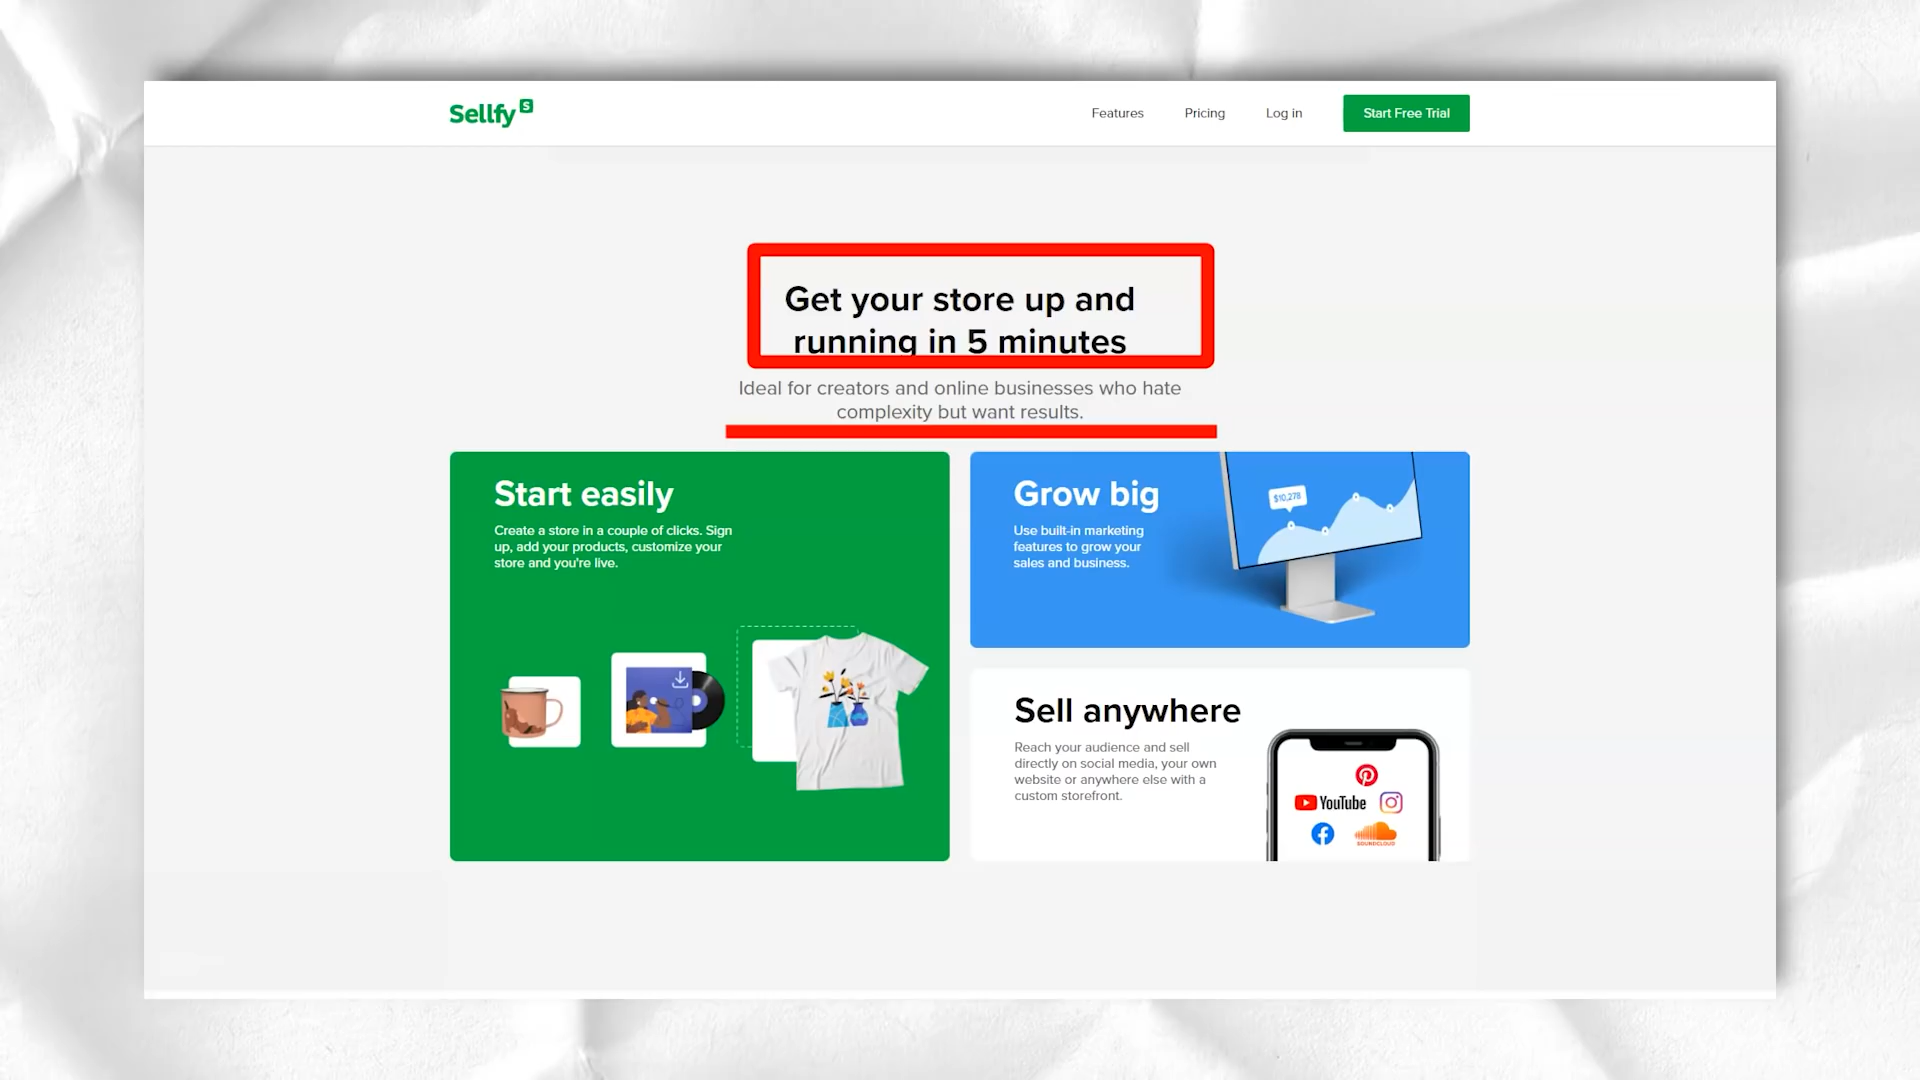 Sellfy S
Features
Pricing
Log in
Start Free Trial
Get your store up and
running in 5 minutes
Ideal for creators and online businesses who hate
complexity but want results.
Start easily
Create a store in a couple of clicks. Sign
up, add your products, customize your
store and you're live.
Grow big
Use built-in marketing
features to grow your
sales and business.
$10,278
Sell anywhere
Reach your audience and sell
directly on social media, your own
website or anywhere else with a
custom storefront.
YouTube
SOUNDCLOUD